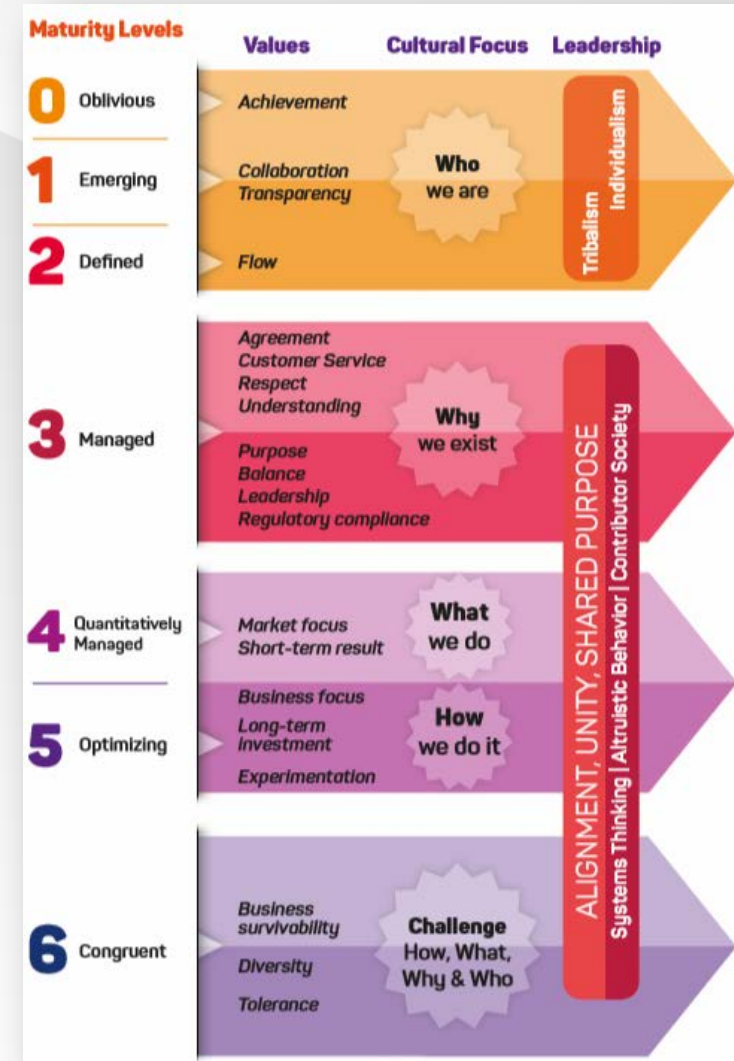 Maturity Levels
Values
Cultural Focus
Leadership
0 Oblivious
Achievement
1 Emerging
Collaboration
Transparency
Who
we are
Tribalism
Individualism
2 Defined
Flow
3 Managed
Agreement
Customer Service
Respect
Understanding
Purpose
Balance
Leadership
Regulatory compliance
Why
we exist
ALIGNMENT, UNITY, SHARED PURPOSE
Systems Thinking | Altruistic Behavior | Contributor Society
4 Quantitatively
Managed
Market focus
Short-term result
What
we do
5 Optimizing
Business focus
Long-term
investment
Experimentation
How
we do it
6 Congruent
Business
survivability
Diversity
Tolerance
Challenge
How, What,
Why & Who